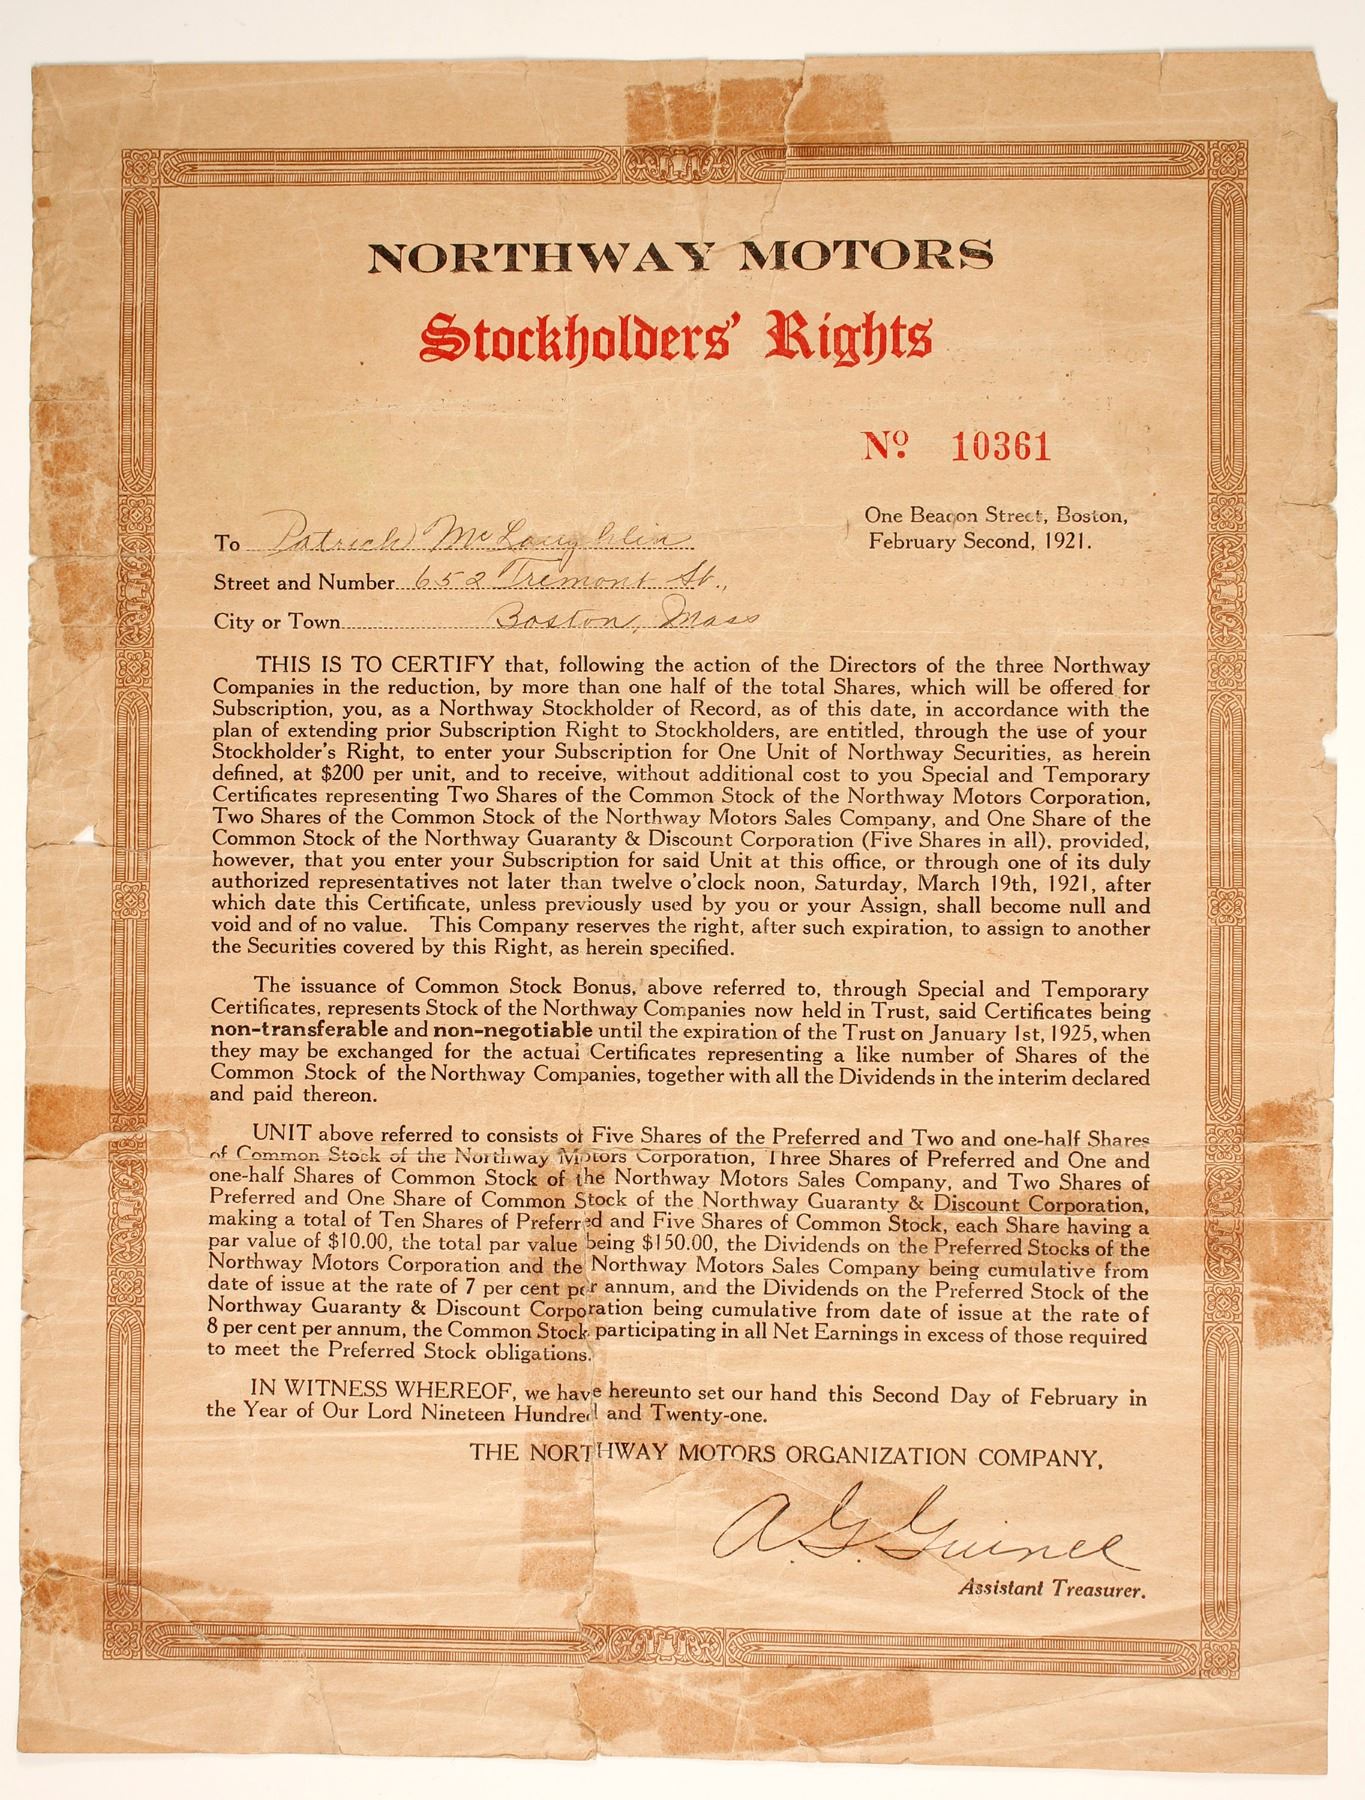 NORTHWAY MOTORS
Stockholders' Rights
Nº 10361
One Beacon Street, Boston,
February Second, 1921.
To Patrick McLaughlin
Street and Number 652 Tremont St.,
City or Town Boston, Mass
THIS IS TO CERTIFY that, following the action of the Directors of the three Northway
Companies in the reduction, by more than one half of the total Shares, which will be offered for
Subscription, you, as a Northway Stockholder of Record, as of this date, in accordance with the
plan of extending prior Subscription Right to Stockholders, are entitled, through the use of your
Stockholder's Right, to enter your Subscription for One Unit of Northway Securities, as herein
defined, at $200 per unit, and to receive, without additional cost to you Special and Temporary
Certificates representing Two Shares of the Common Stock of the Northway Motors Corporation,
Two Shares of the Common Stock of the Northway Motors Sales Company, and One Share of the
Common Stock of the Northway Guaranty & Discount Corporation (Five Shares in all), provided,
however, that you enter your Subscription for said Unit at this office, or through one of its duly
authorized representatives not later than twelve o'clock noon, Saturday, March 19th, 1921, after
which date this Certificate, unless previously used by you or your Assign, shall become null and
void and of no value. This Company reserves the right, after such expiration, to assign to another
the Securities covered by this Right, as herein specified.
The issuance of Common Stock Bonus, above referred to, through Special and Temporary
Certificates, represents Stock of the Northway Companies now held in Trust, said Certificates being
non-transferable and non-negotiable until the expiration of the Trust on January 1st, 1925, when
they may be exchanged for the actual Certificates representing a like number of Shares of the
Common Stock of the Northway Companies, together with all the Dividends in the interim declared
and paid thereon.
UNIT above referred to consists of Five Shares of the Preferred and Two and one-half Shares
of Common Stock of the Northway Motors Corporation, Three Shares of Preferred and One and
one-half Shares of Common Stock of the Northway Motors Sales Company, and Two Shares of
Preferred and One Share of Common Stock of the Northway Guaranty & Discount Corporation,
making a total of Ten Shares of Preferred and Five Shares of Common Stock, each Share having a
par value of $10.00, the total par value being $150.00, the Dividends on the Preferred Stocks of the
Northway Motors Corporation and the Northway Motors Sales Company being cumulative from
date of issue at the rate of 7 per cent per annum, and the Dividends on the Preferred Stock of the
Northway Guaranty & Discount Corporation being cumulative from date of issue at the rate of
8 per cent per annum, the Common Stock participating in all Net Earnings in excess of those required
to meet the Preferred Stock obligations.
IN WITNESS WHEREOF, we have hereunto set our hand this Second Day of February in
the Year of Our Lord Nineteen Hundred and Twenty-one.
THE NORTHWAY MOTORS ORGANIZATION COMPANY,
A. G. Guinee
Assistant Treasurer.